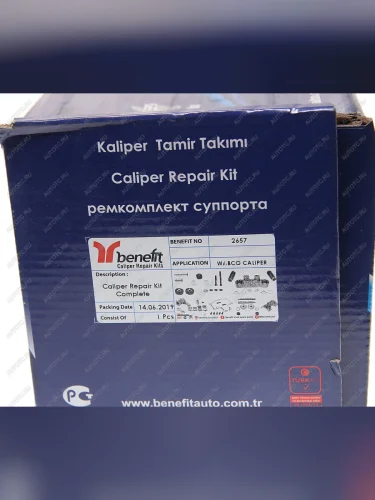 Kaliper Tamir Takımı
Caliper Repair Kit
ремкомплект суппорта
benefit
Caliper Repair Kits
BENEFIT NO
2657
APPLICATION
WABCO CALIPER
Description :
Caliper Repair Kit
Complete
Packing Date
14.06.2019
Consist Of
1 Pcs
www.benefitauto.com.tr